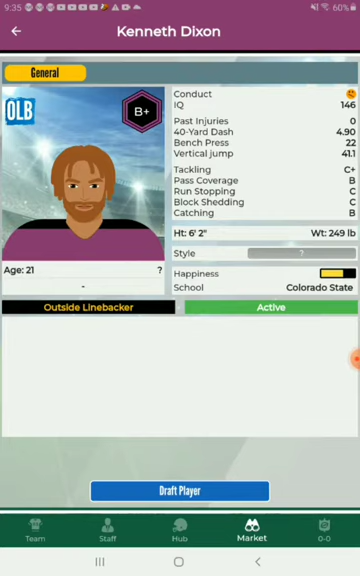 9:35
60%
Kenneth Dixon
General
OLB
B+
Conduct
IQ 146
Past Injuries 0
40-Yard Dash 4.90
Bench Press 22
Vertical jump 41.1
Tackling C+
Pass Coverage B
Run Stopping C
Block Shedding C
Catching B
Ht: 6' 2" Wt: 249 lb
Style ?
Age: 21 ?
-
Happiness
School Colorado State
Outside Linebacker Active
Draft Player
Team Staff Hub Market 0-0